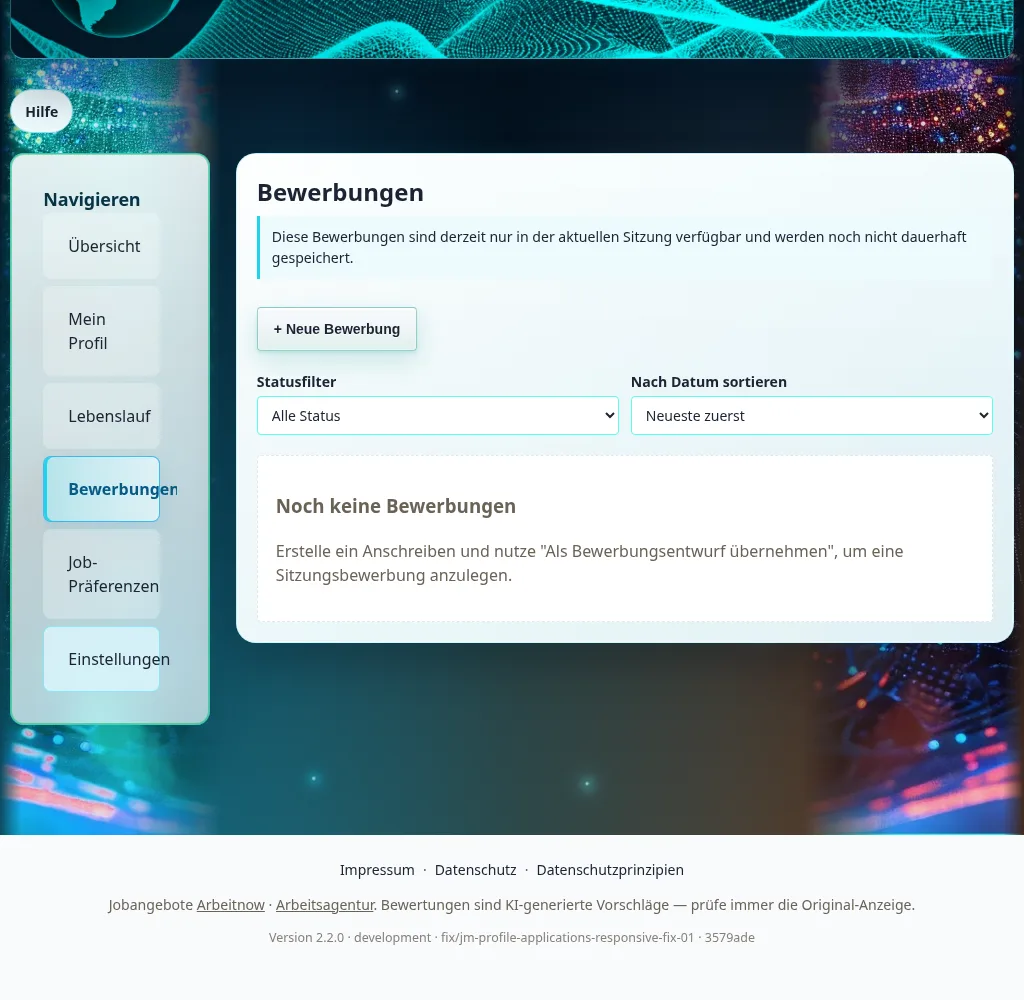 Hilfe
Navigieren
Übersicht
Mein
Profil
Lebenslauf
Bewerbungen
Job-
Präferenzen
Einstellungen
Bewerbungen
Diese Bewerbungen sind derzeit nur in der aktuellen Sitzung verfügbar und werden noch nicht dauerhaft
gespeichert.
+ Neue Bewerbung
Statusfilter
Alle Status
Nach Datum sortieren
Neueste zuerst
Noch keine Bewerbungen
Erstelle ein Anschreiben und nutze "Als Bewerbungsentwurf übernehmen", um eine
Sitzungsbewerbung anzulegen.
Impressum · Datenschutz · Datenschutzprinzipien
Jobangebote Arbeitnow · Arbeitsagentur. Bewertungen sind KI-generierte Vorschläge — prüfe immer die Original-Anzeige.
Version 2.2.0 · development · fix/jm-profile-applications-responsive-fix-01 · 3579ade